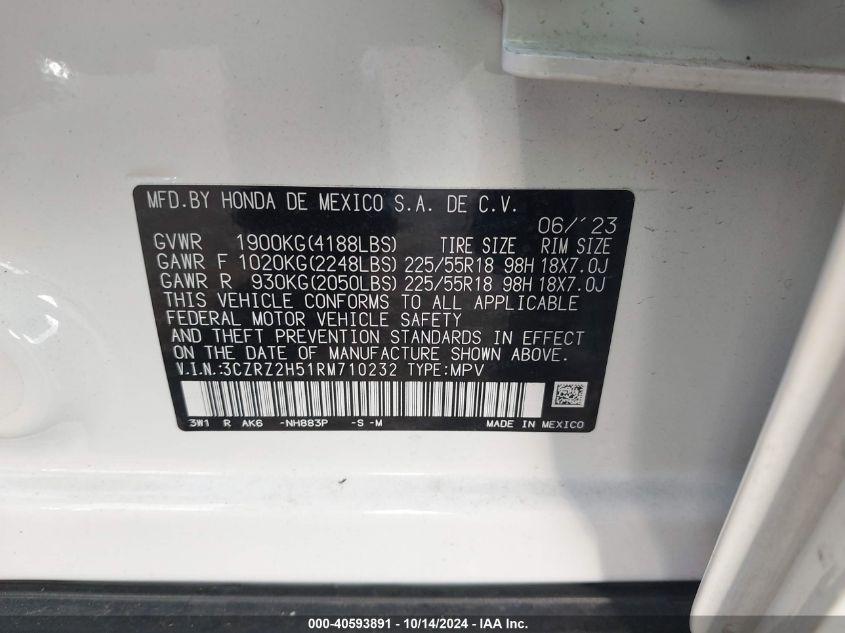 MFD.BY HONDA DE MEXICO S.A. DE C.V.
06/'23
GVWR 1900KG(4188LBS) TIRE SIZE RIM SIZE
GAWR F 1020KG(2248LBS) 225/55R18 98H 18X7.0J
GAWR R 930KG(2050LBS) 225/55R18 98H 18X7.0J
THIS VEHICLE CONFORMS TO ALL APPLICABLE
FEDERAL MOTOR VEHICLE SAFETY
AND THEFT PREVENTION STANDARDS IN EFFECT
ON THE DATE OF MANUFACTURE SHOWN ABOVE.
V.I.N.:3CZRZ2H51RM710232 TYPE:MPV
3W1 R AK6 -NH883P -S -M MADE IN MEXICO
000-40593891 - 10/14/2024 - © IAA, Inc.